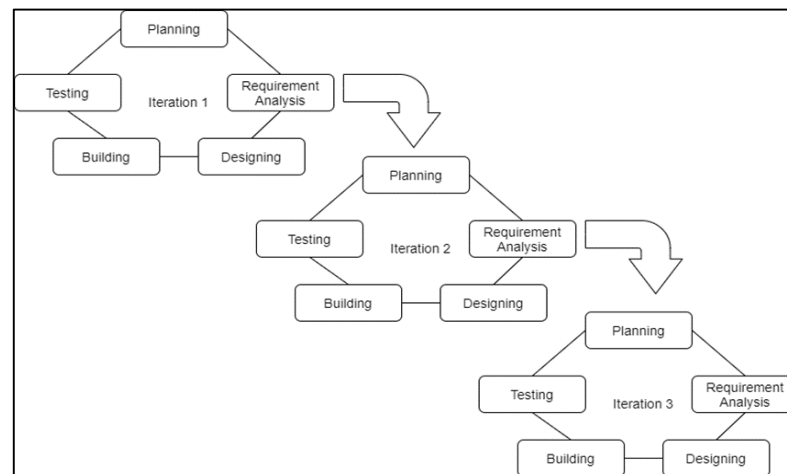 Planning
Testing
Iteration 1
Requirement
Analysis
Building
Designing
Planning
Testing
Iteration 2
Requirement
Analysis
Building
Designing
Planning
Testing
Iteration 3
Requirement
Analysis
Building
Designing